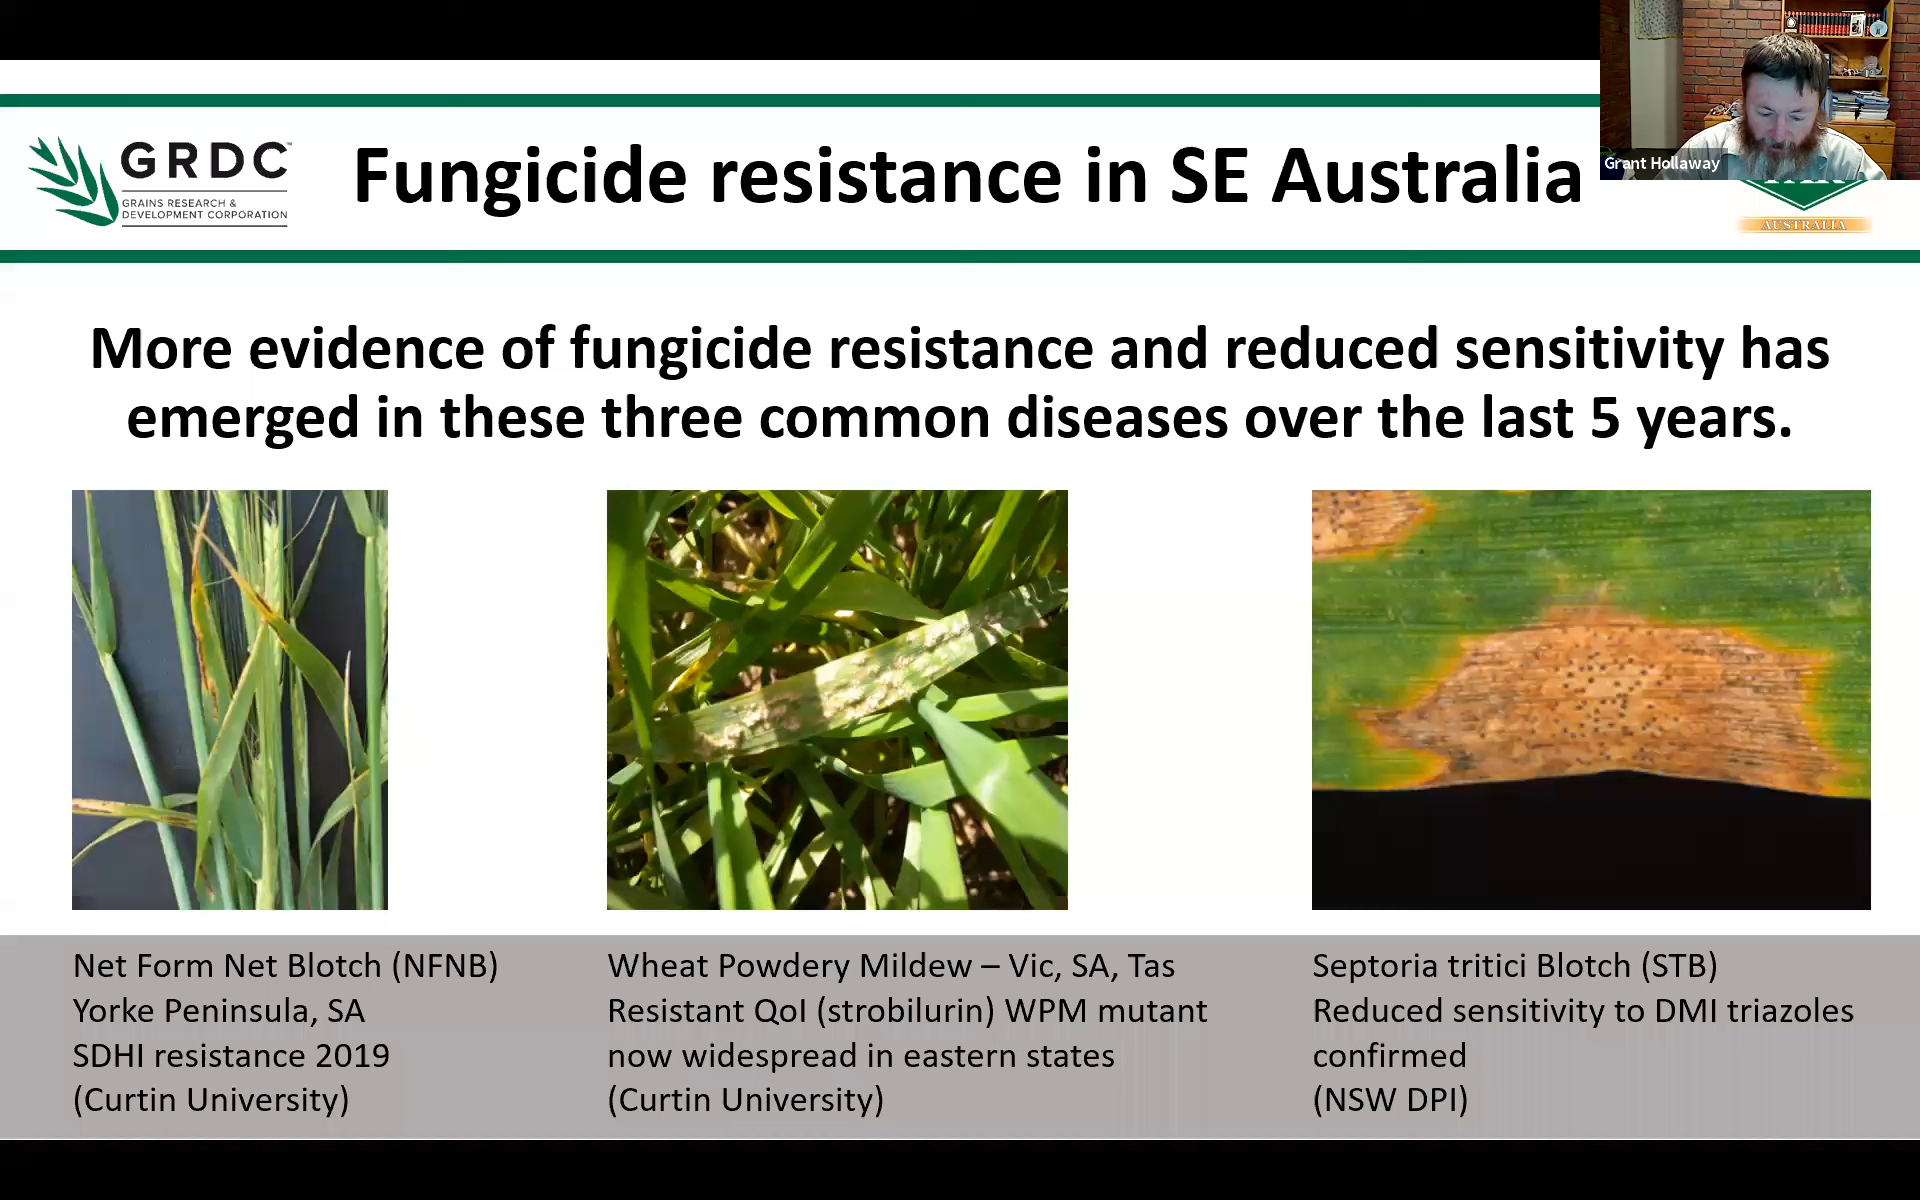 GRDC
GRAINS RESEARCH &
DEVELOPMENT CORPORATION
Fungicide resistance in SE Australia
Grant Hollaway
AUSTRALIA
More evidence of fungicide resistance and reduced sensitivity has
emerged in these three common diseases over the last 5 years.
Net Form Net Blotch (NFNB)
Yorke Peninsula, SA
SDHI resistance 2019
(Curtin University)
Wheat Powdery Mildew – Vic, SA, Tas
Resistant QoI (strobilurin) WPM mutant
now widespread in eastern states
(Curtin University)
Septoria tritici Blotch (STB)
Reduced sensitivity to DMI triazoles
confirmed
(NSW DPI)